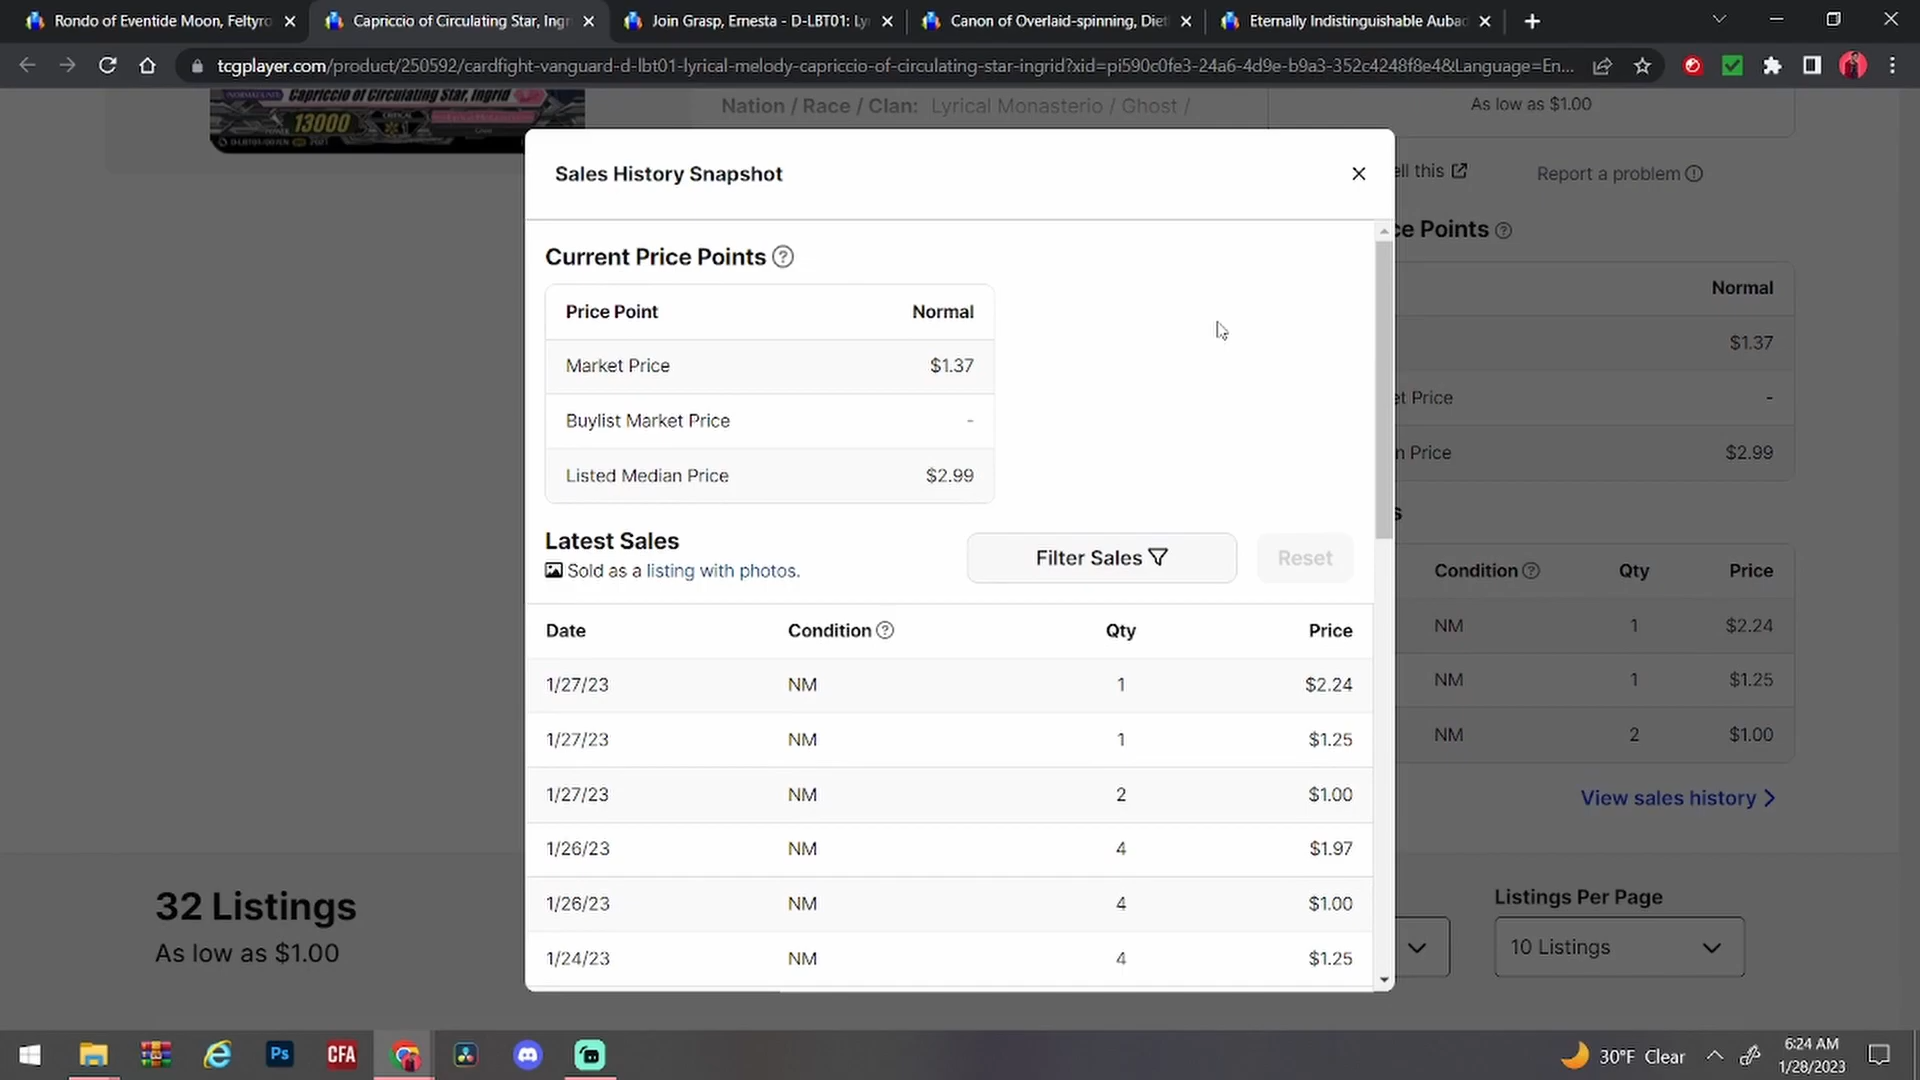 Rondo of Eventide Moon, Feltyro
Capriccio of Circulating Star, Ingri
Join Grasp, Ernesta - D-LBT01: Ly
Canon of Overlaid-spinning, Diet
Eternally Indistinguishable Aubad
tcgplayer.com/product/250592/cardfight-vanguard-d-lbt01-lyrical-melody-capriccio-of-circulating-star-ingrid?xid=pi590c0fe3-24a6-4d9e-b9a3-352c4248f8e4&Language=En...
Capriccio of Circulating Star, Ingrid
13000
Nation / Race / Clan: Lyrical Monasterio / Ghost /
As low as $1.00
ell this
Report a problem
ce Points
Normal
$1.37
et Price -
n Price $2.99
s
Condition Qty Price
NM 1 $2.24
NM 1 $1.25
NM 2 $1.00
View sales history
Sales History Snapshot
Current Price Points
Price Point Normal
Market Price $1.37
Buylist Market Price -
Listed Median Price $2.99
Latest Sales
Sold as a listing with photos.
Filter Sales
Reset
Date Condition Qty Price
1/27/23 NM 1 $2.24
1/27/23 NM 1 $1.25
1/27/23 NM 2 $1.00
1/26/23 NM 4 $1.97
1/26/23 NM 4 $1.00
1/24/23 NM 4 $1.25
32 Listings
As low as $1.00
Listings Per Page
10 Listings
Ps
CFA
30°F Clear
6:24 AM
1/28/2023